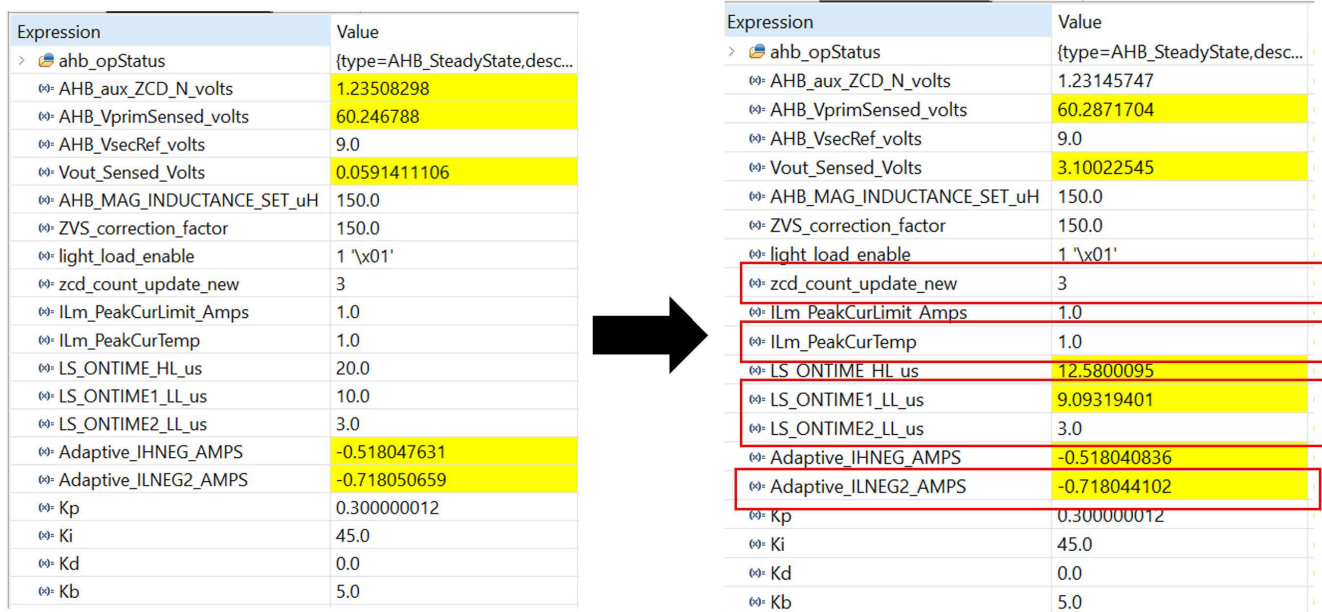 Expression Value
ahb_opStatus {type=AHB_SteadyState,desc...
(x)= AHB_aux_ZCD_N_volts 1.23508298
(x)= AHB_VprimSensed_volts 60.246788
(x)= AHB_VsecRef_volts 9.0
(x)= Vout_Sensed_Volts 0.0591411106
(x)= AHB_MAG_INDUCTANCE_SET_uH 150.0
(x)= ZVS_correction_factor 150.0
(x)= light_load_enable 1 '\x01'
(x)= zcd_count_update_new 3
(x)= ILm_PeakCurLimit_Amps 1.0
(x)= ILm_PeakCurTemp 1.0
(x)= LS_ONTIME_HL_us 20.0
(x)= LS_ONTIME1_LL_us 10.0
(x)= LS_ONTIME2_LL_us 3.0
(x)= Adaptive_IHNEG_AMPS -0.518047631
(x)= Adaptive_ILNEG2_AMPS -0.718050659
(x)= Kp 0.300000012
(x)= Ki 45.0
(x)= Kd 0.0
(x)= Kb 5.0
Expression Value
ahb_opStatus {type=AHB_SteadyState,desc...
(x)= AHB_aux_ZCD_N_volts 1.23145747
(x)= AHB_VprimSensed_volts 60.2871704
(x)= AHB_VsecRef_volts 9.0
(x)= Vout_Sensed_Volts 3.10022545
(x)= AHB_MAG_INDUCTANCE_SET_uH 150.0
(x)= ZVS_correction_factor 150.0
(x)= light_load_enable 1 '\x01'
(x)= zcd_count_update_new 3
(x)= ILm_PeakCurLimit_Amps 1.0
(x)= ILm_PeakCurTemp 1.0
(x)= LS_ONTIME_HL_us 12.5800095
(x)= LS_ONTIME1_LL_us 9.09319401
(x)= LS_ONTIME2_LL_us 3.0
(x)= Adaptive_IHNEG_AMPS -0.518040836
(x)= Adaptive_ILNEG2_AMPS -0.718044102
(x)= Kp 0.300000012
(x)= Ki 45.0
(x)= Kd 0.0
(x)= Kb 5.0